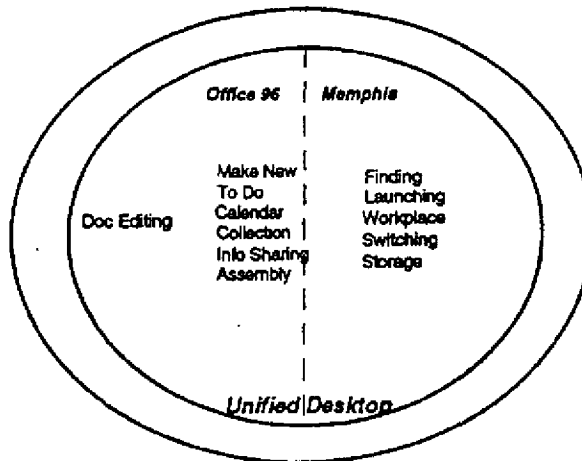 Office 96 Memphis
Make New
To Do
Calendar
Collection
Info Sharing
Assembly
Doc Editing
Finding
Launching
Workplace
Switching
Storage
Unified Desktop